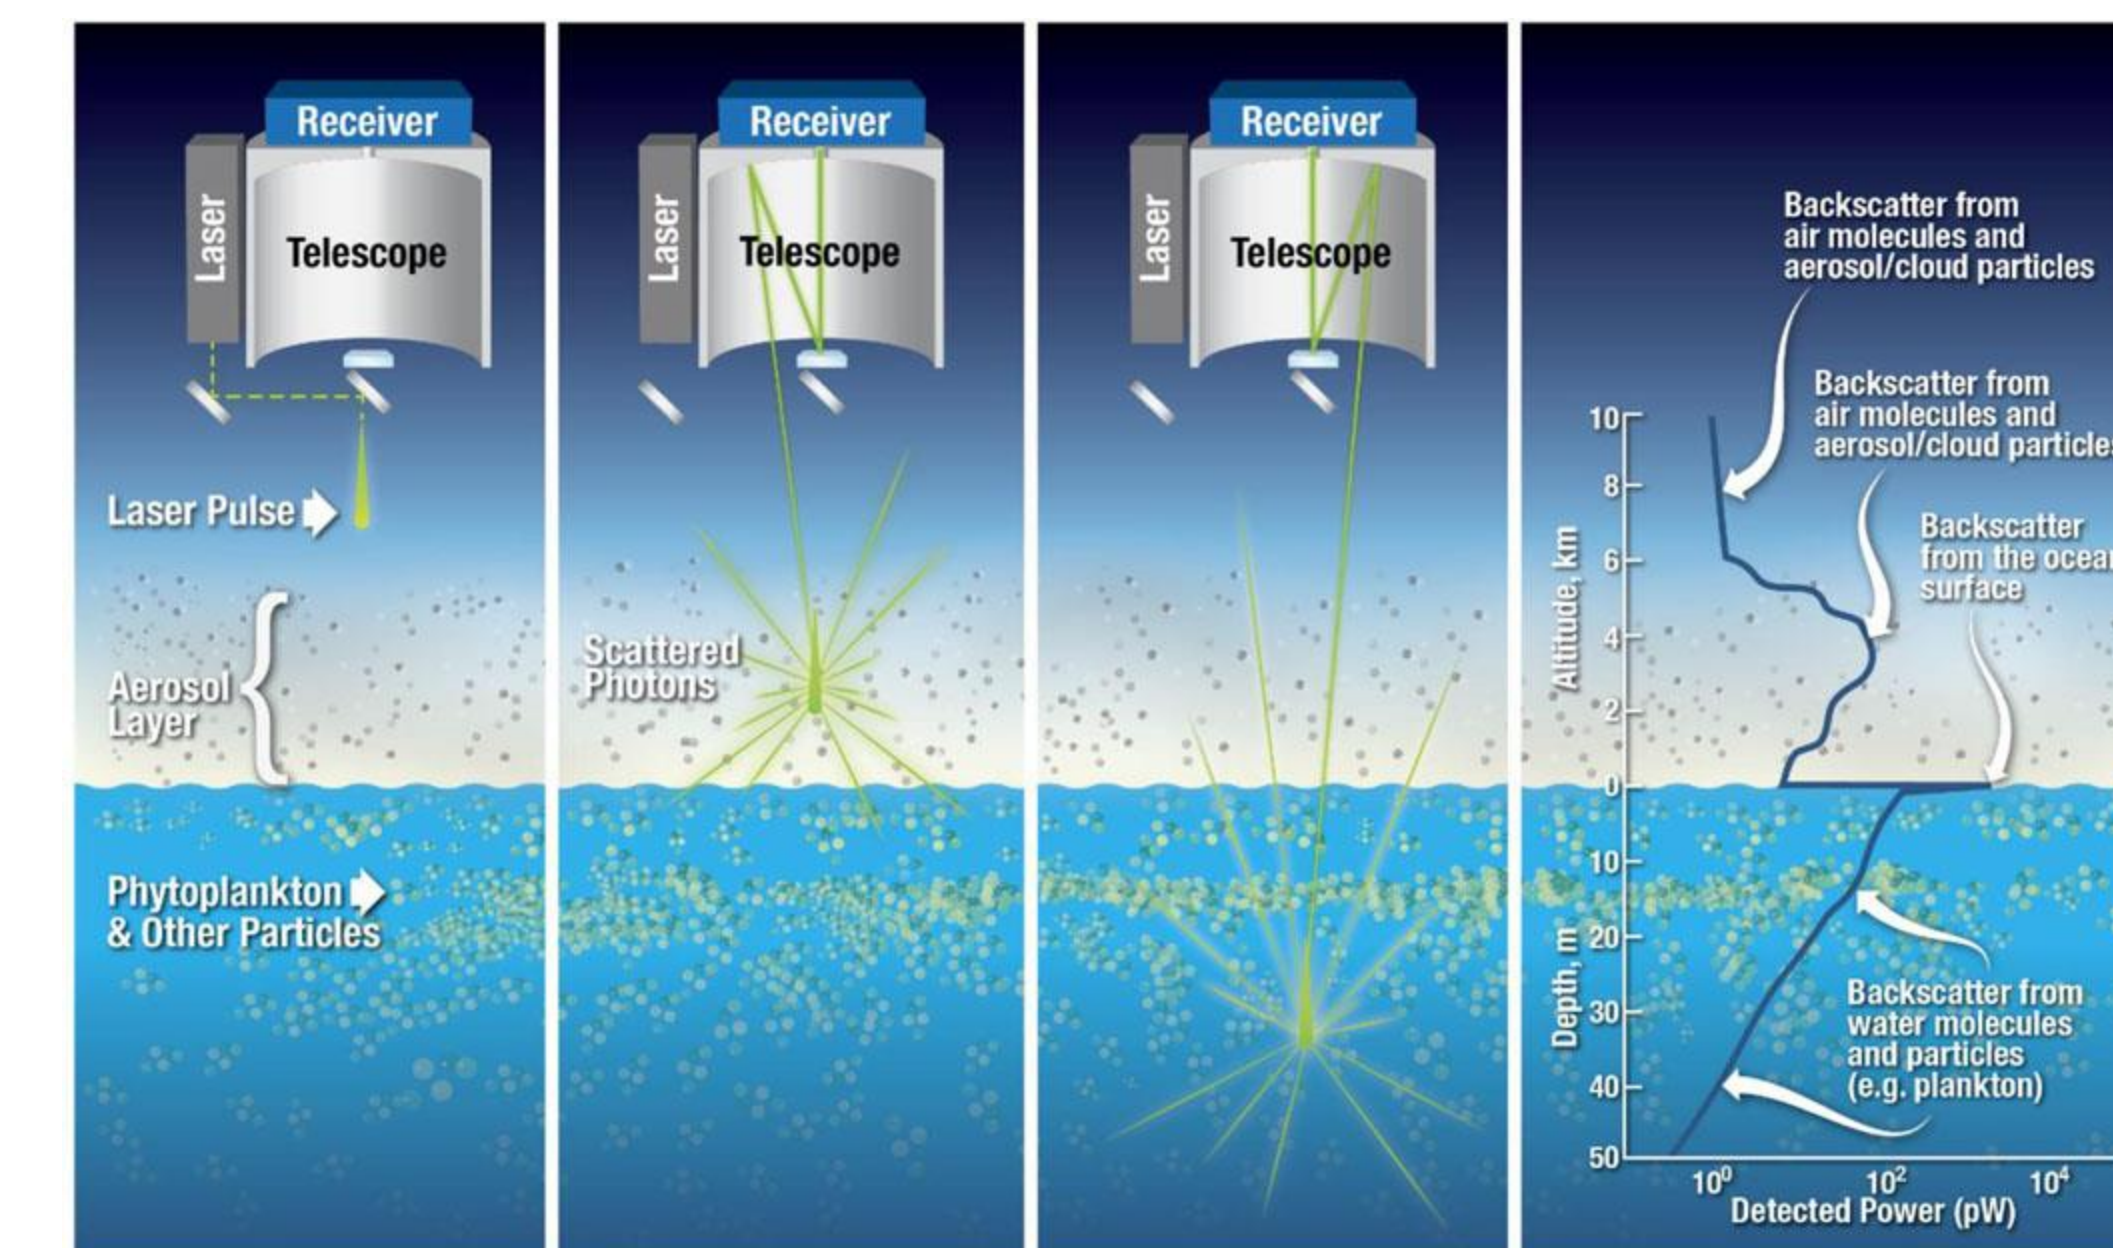 Receiver
Laser
Telescope
Laser Pulse
Aerosol
Layer
Phytoplankton
& Other Particles
Receiver
Laser
Telescope
Scattered
Photons
Receiver
Laser
Telescope
Backscatter from
air molecules and
aerosol/cloud particles
Backscatter from
air molecules and
aerosol/cloud particles
Backscatter
from the ocean
surface
Altitude, km
10
8
6
4
2
0
Depth, m
10
20
30
40
50
Backscatter from
water molecules
and particles
(e.g. plankton)
10⁰
10²
10⁴
Detected Power (pW)